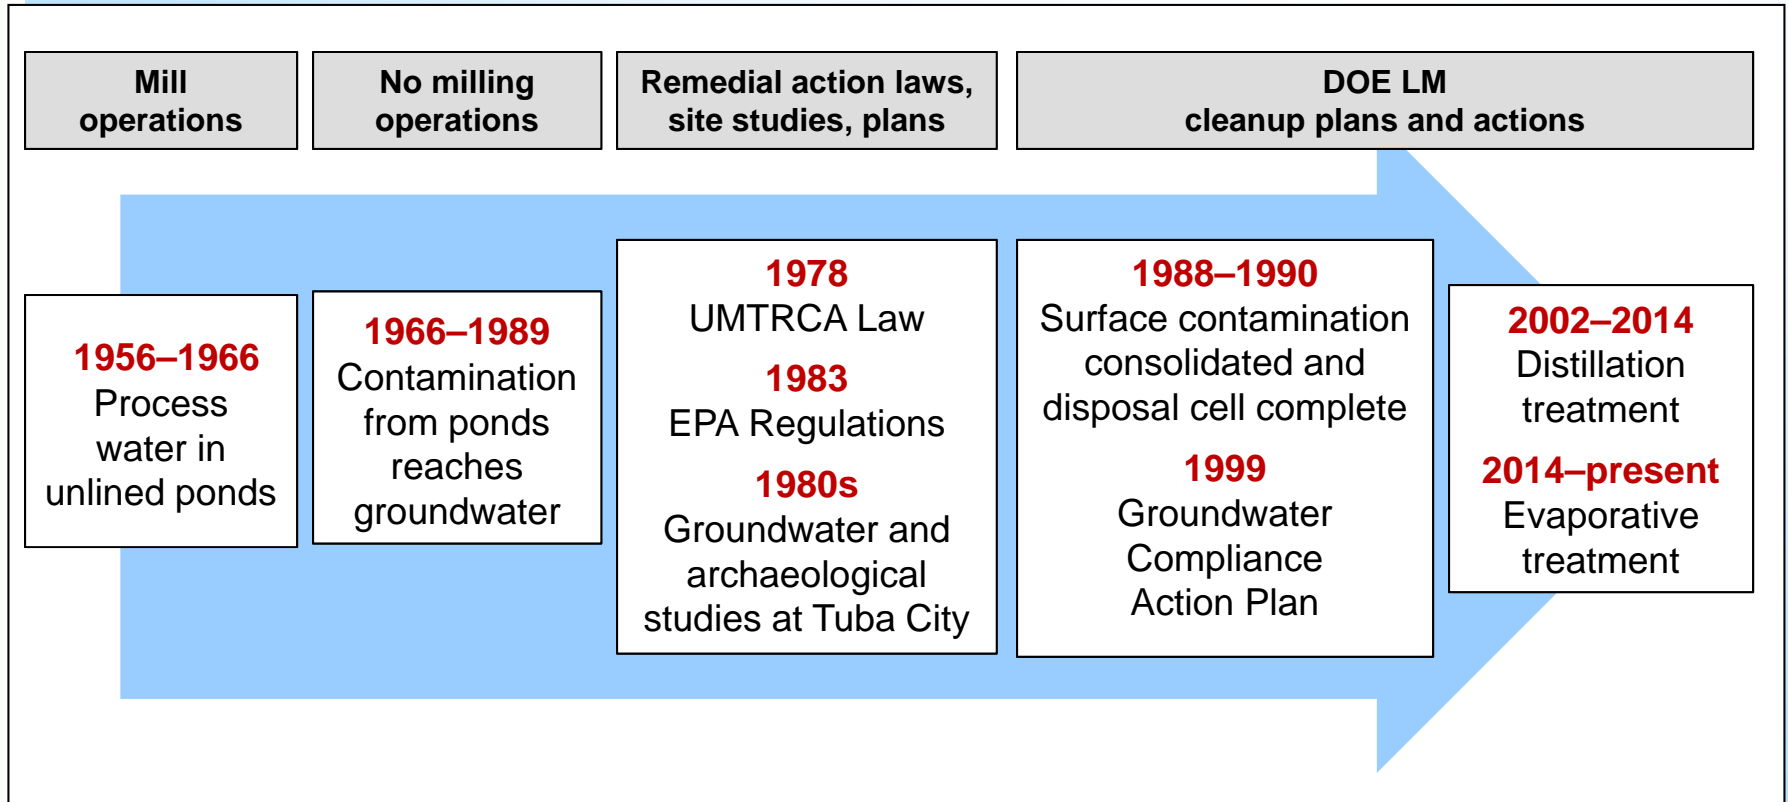 Mill
operations
No milling
operations
Remedial action laws,
site studies, plans
DOE LM
cleanup plans and actions
1956–1966
Process
water in
unlined ponds
1966–1989
Contamination
from ponds
reaches
groundwater
1978
UMTRCA Law
1983
EPA Regulations
1980s
Groundwater and
archaeological
studies at Tuba City
1988–1990
Surface contamination
consolidated and
disposal cell complete
1999
Groundwater
Compliance
Action Plan
2002–2014
Distillation
treatment
2014–present
Evaporative
treatment